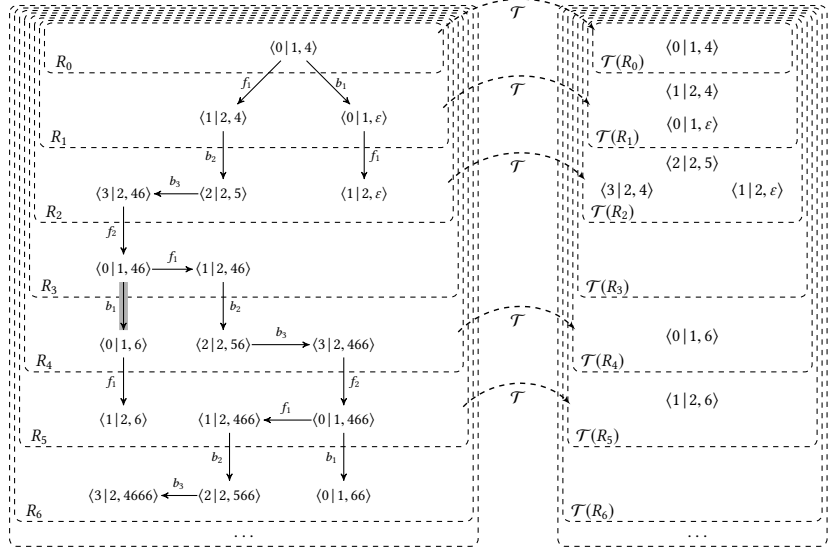 ⟨0|1, 4⟩
𝒯
⟨0|1, 4⟩
R₀
𝒯(R₀)
f₁
b₁
⟨1|2, 4⟩
⟨1|2, 4⟩
⟨0|1, ε⟩
𝒯
⟨0|1, ε⟩
R₁
𝒯(R₁)
b₂
f₁
𝒯
⟨2|2, 5⟩
⟨3|2, 46⟩
b₃
⟨2|2, 5⟩
⟨1|2, ε⟩
⟨3|2, 4⟩
⟨1|2, ε⟩
R₂
𝒯(R₂)
f₂
⟨0|1, 46⟩
f₁
⟨1|2, 46⟩
R₃
𝒯(R₃)
b₁
b₂
𝒯
⟨0|1, 6⟩
⟨0|1, 6⟩
⟨2|2, 56⟩
b₃
⟨3|2, 466⟩
R₄
𝒯(R₄)
f₁
f₂
𝒯
⟨1|2, 6⟩
⟨1|2, 6⟩
⟨1|2, 466⟩
f₁
⟨0|1, 466⟩
R₅
𝒯(R₅)
b₂
b₁
⟨3|2, 4666⟩
b₃
⟨2|2, 566⟩
⟨0|1, 66⟩
R₆
𝒯(R₆)
...
...